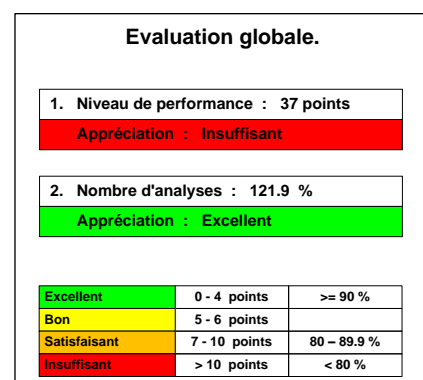 Evaluation globale.
1. Niveau de performance : 37 points
Appréciation : Insuffisant
2. Nombre d'analyses : 121.9 %
Appréciation : Excellent
Excellent 0 - 4 points >= 90 %
Bon 5 - 6 points
Satisfaisant 7 - 10 points 80 – 89.9 %
Insuffisant > 10 points < 80 %